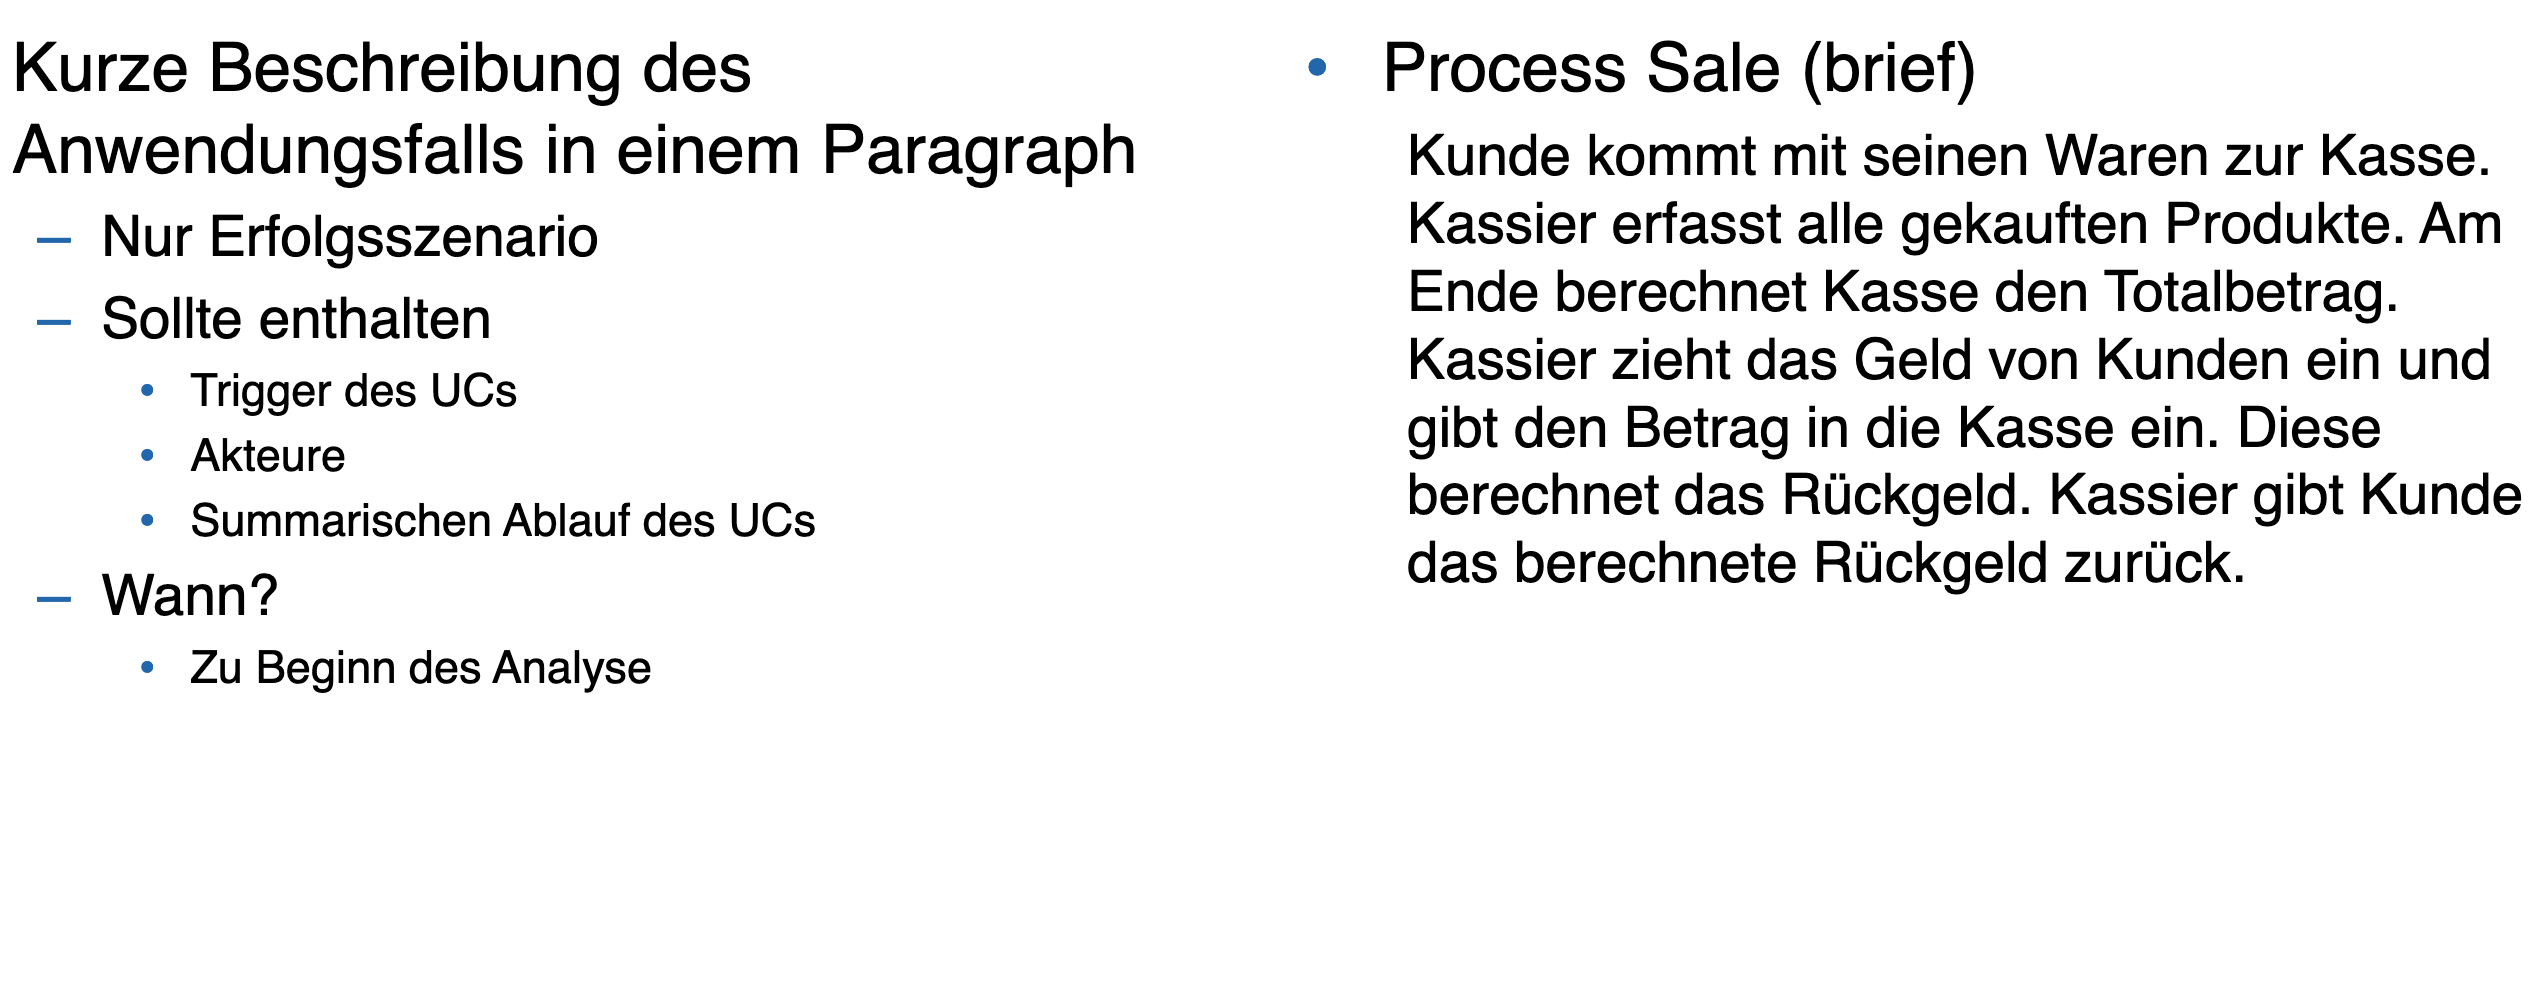 Kurze Beschreibung des
Anwendungsfalls in einem Paragraph
– Nur Erfolgsszenario
– Sollte enthalten
• Trigger des UCs
• Akteure
• Summarischen Ablauf des UCs
– Wann?
• Zu Beginn des Analyse
• Process Sale (brief)
Kunde kommt mit seinen Waren zur Kasse.
Kassier erfasst alle gekauften Produkte. Am
Ende berechnet Kasse den Totalbetrag.
Kassier zieht das Geld von Kunden ein und
gibt den Betrag in die Kasse ein. Diese
berechnet das Rückgeld. Kassier gibt Kunde
das berechnete Rückgeld zurück.